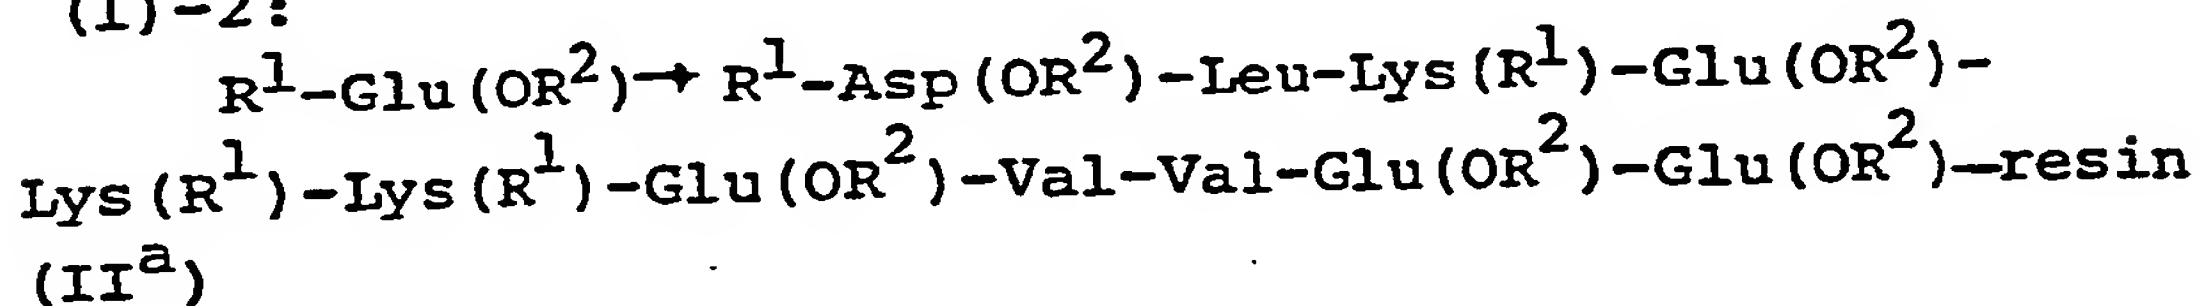 (1)-2:
R¹-Glu(OR²)→ R¹-Asp(OR²)-Leu-Lys(R¹)-Glu(OR²)-
Lys(R¹)-Lys(R¹)-Glu(OR²)-Val-Val-Glu(OR²)-Glu(OR²)—resin
(IIᵃ)